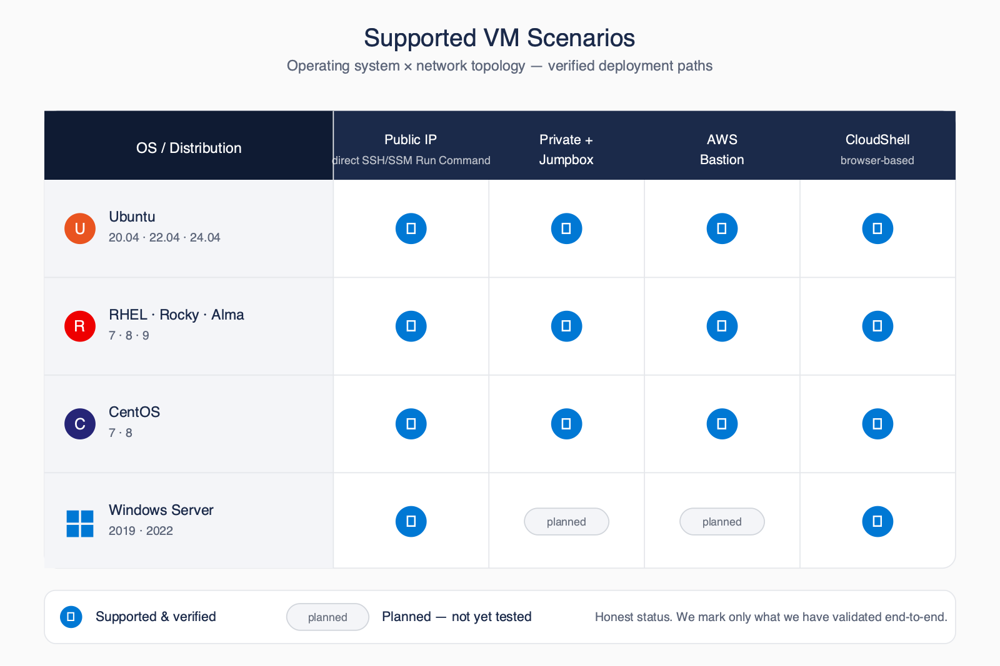 Supported VM Scenarios
Operating system × network topology — verified deployment paths
OS / Distribution
Public IP
direct SSH/SSM Run Command
Private +
Jumpbox
AWS
Bastion
CloudShell
browser-based
U
Ubuntu
20.04 · 22.04 · 24.04
R
RHEL · Rocky · Alma
7 · 8 · 9
C
CentOS
7 · 8
Windows Server
2019 · 2022
planned
planned
Supported & verified
planned
Planned — not yet tested
Honest status. We mark only what we have validated end-to-end.